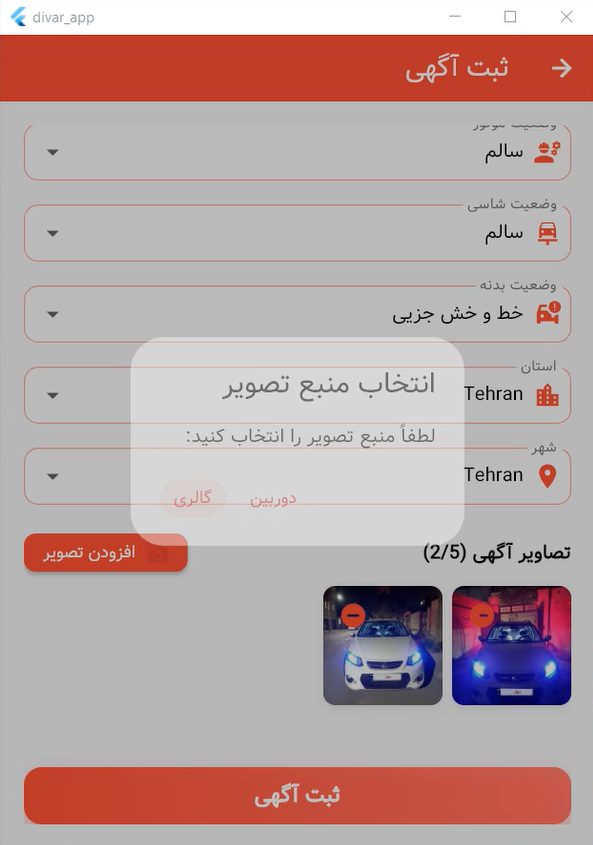 divar_app
ثبت آگهی
وضعیت موتور
سالم
وضعیت شاسی
سالم
وضعیت بدنه
خط و خش جزیی
استان
Tehran
شهر
Tehran
انتخاب منبع تصویر
لطفاً منبع تصویر را انتخاب کنید:
دوربین
گالری
تصاویر آگهی (2/5)
افزودن تصویر
ثبت آگهی